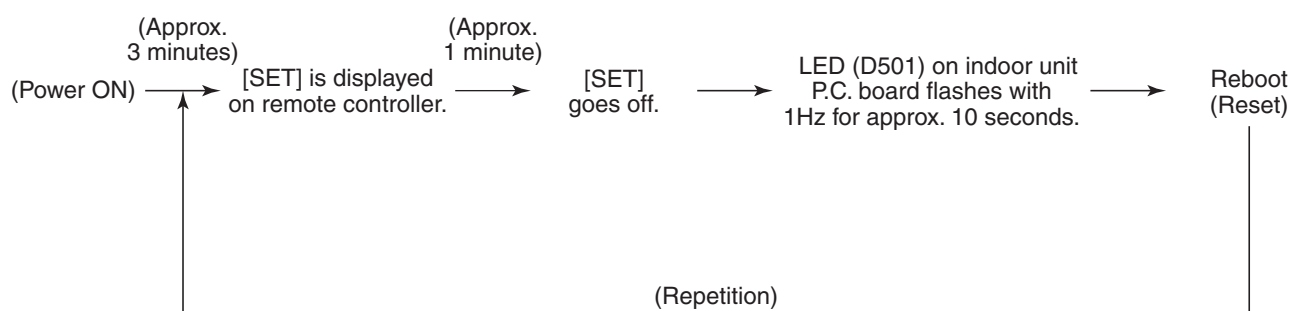 (Approx.
3 minutes)
(Approx.
1 minute)
(Power ON)
[SET] is displayed
on remote controller.
[SET]
goes off.
LED (D501) on indoor unit
P.C. board flashes with
1Hz for approx. 10 seconds.
Reboot
(Reset)
(Repetition)